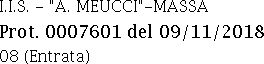 I.I.S. - "A. MEUCCI"-MASSA
Prot. 0007601 del 09/11/2018
08 (Entrata)